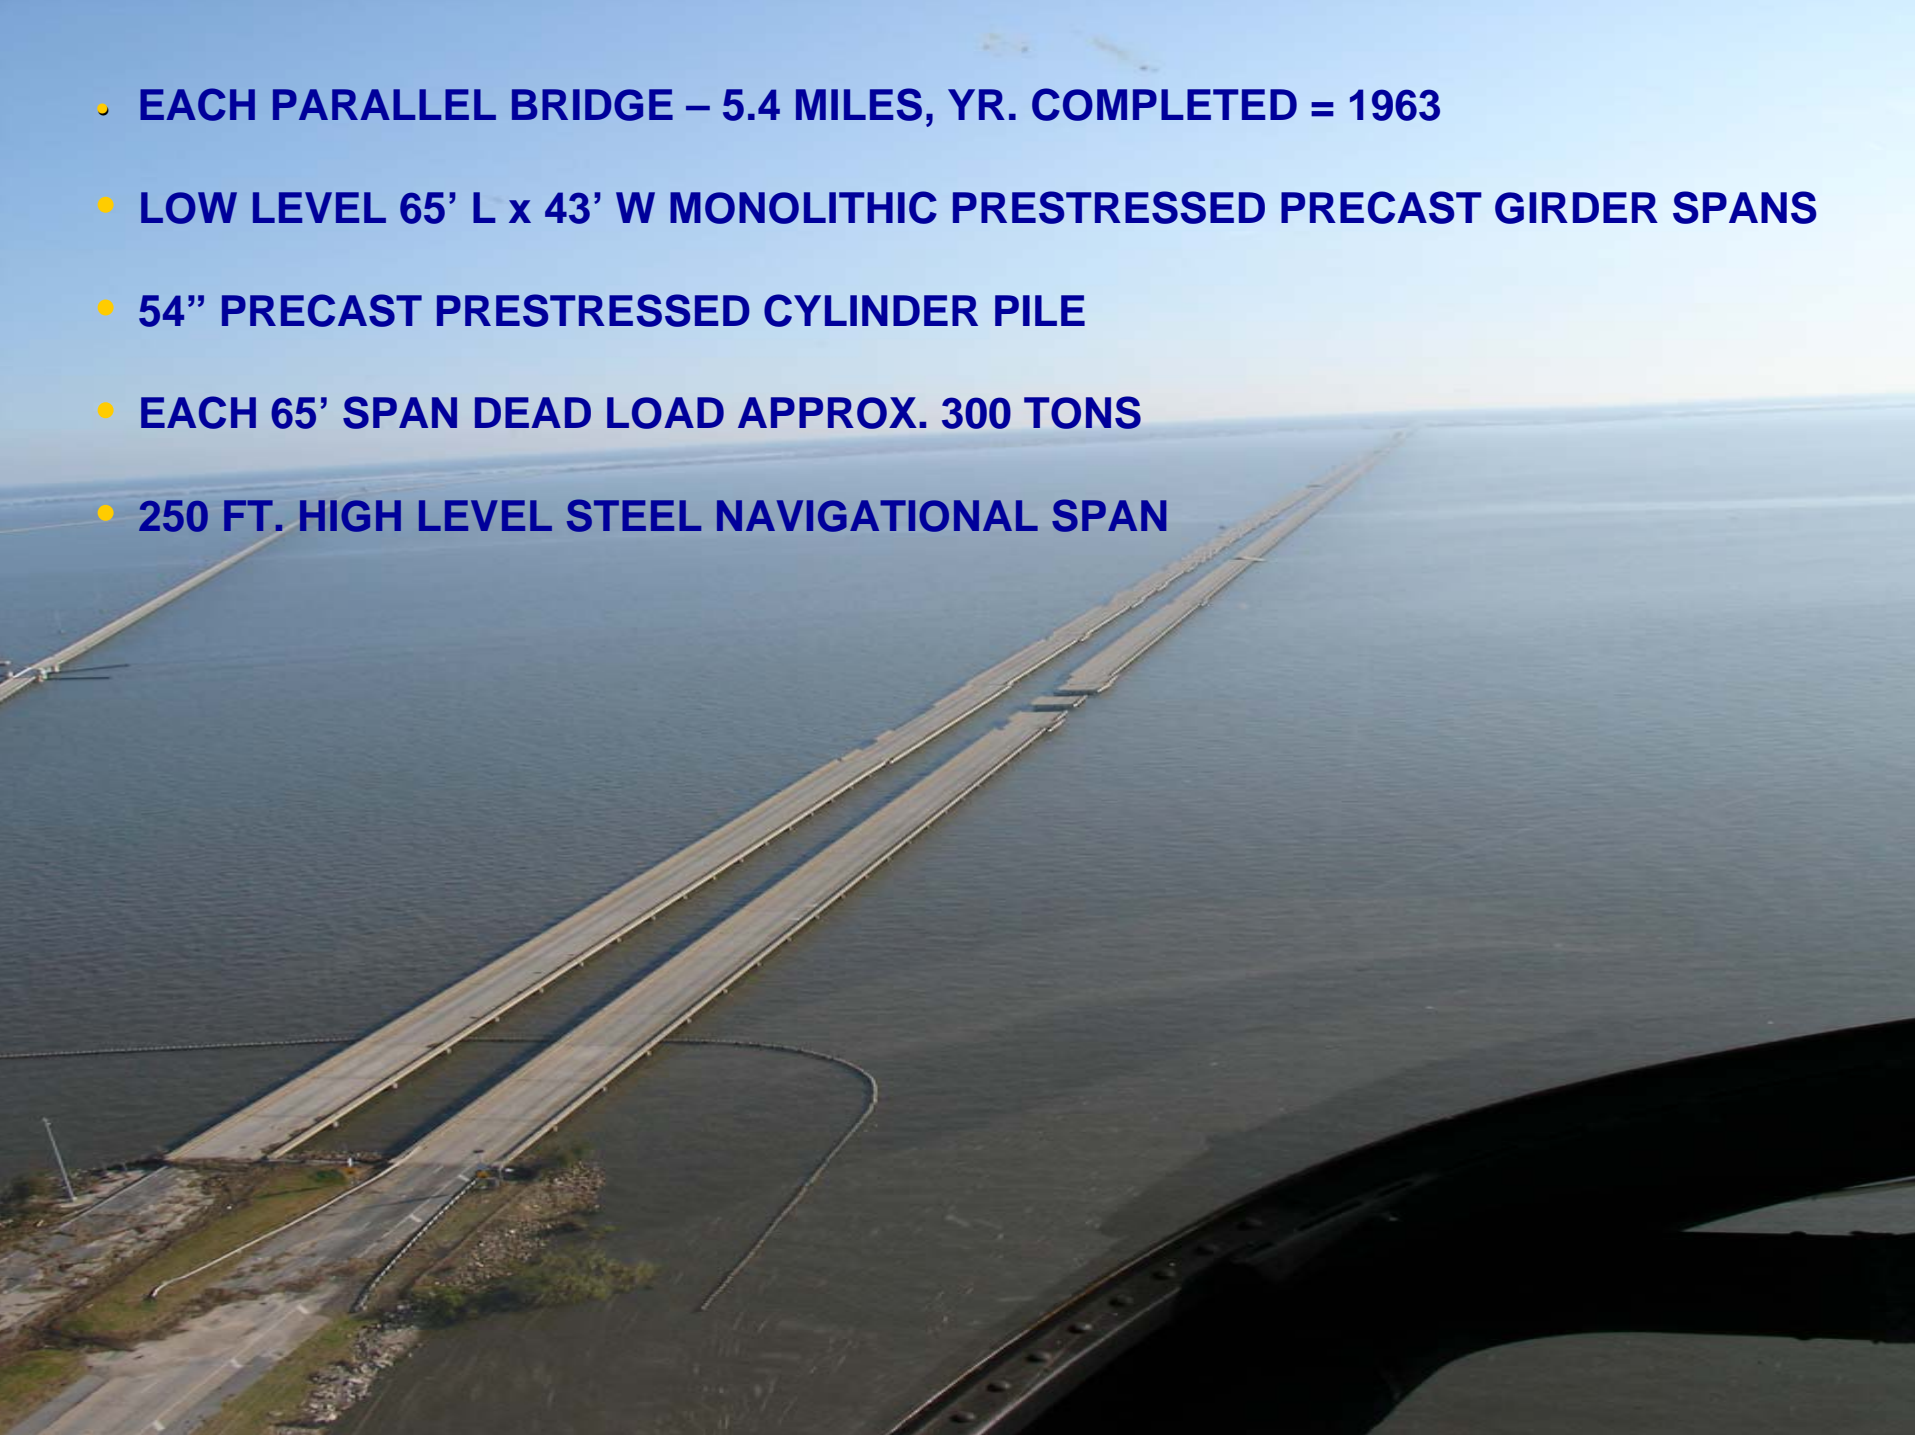 • EACH PARALLEL BRIDGE – 5.4 MILES, YR. COMPLETED = 1963
• LOW LEVEL 65’ L x 43’ W MONOLITHIC PRESTRESSED PRECAST GIRDER SPANS
• 54” PRECAST PRESTRESSED CYLINDER PILE
• EACH 65’ SPAN DEAD LOAD APPROX. 300 TONS
• 250 FT. HIGH LEVEL STEEL NAVIGATIONAL SPAN